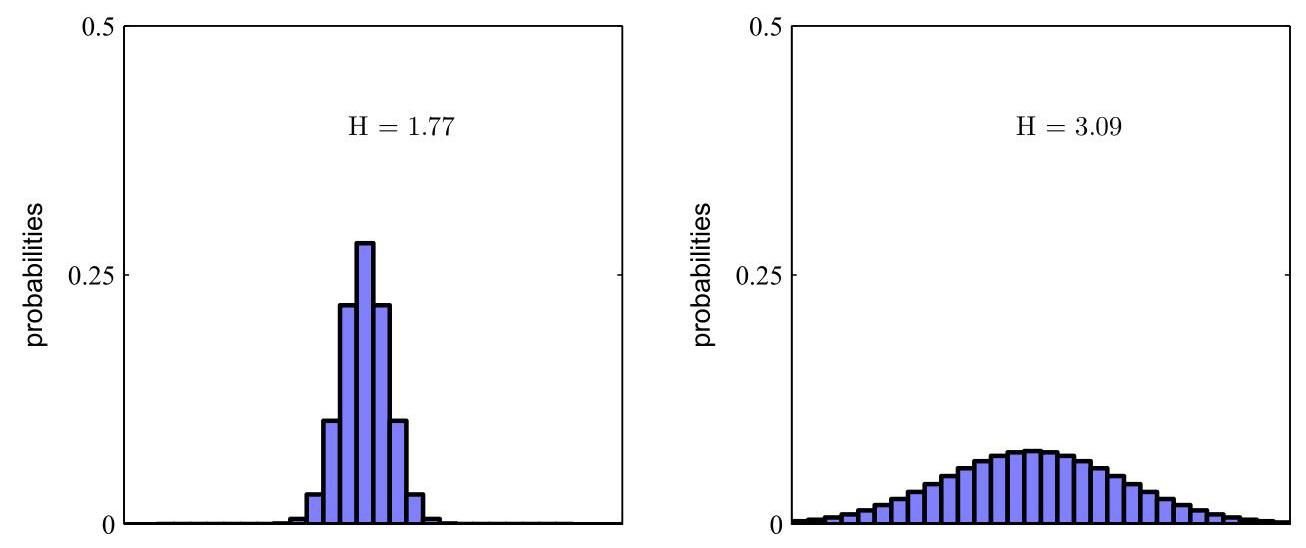 0.5
H = 1.77
0.25
probabilities
0
0.5
H = 3.09
0.25
probabilities
0